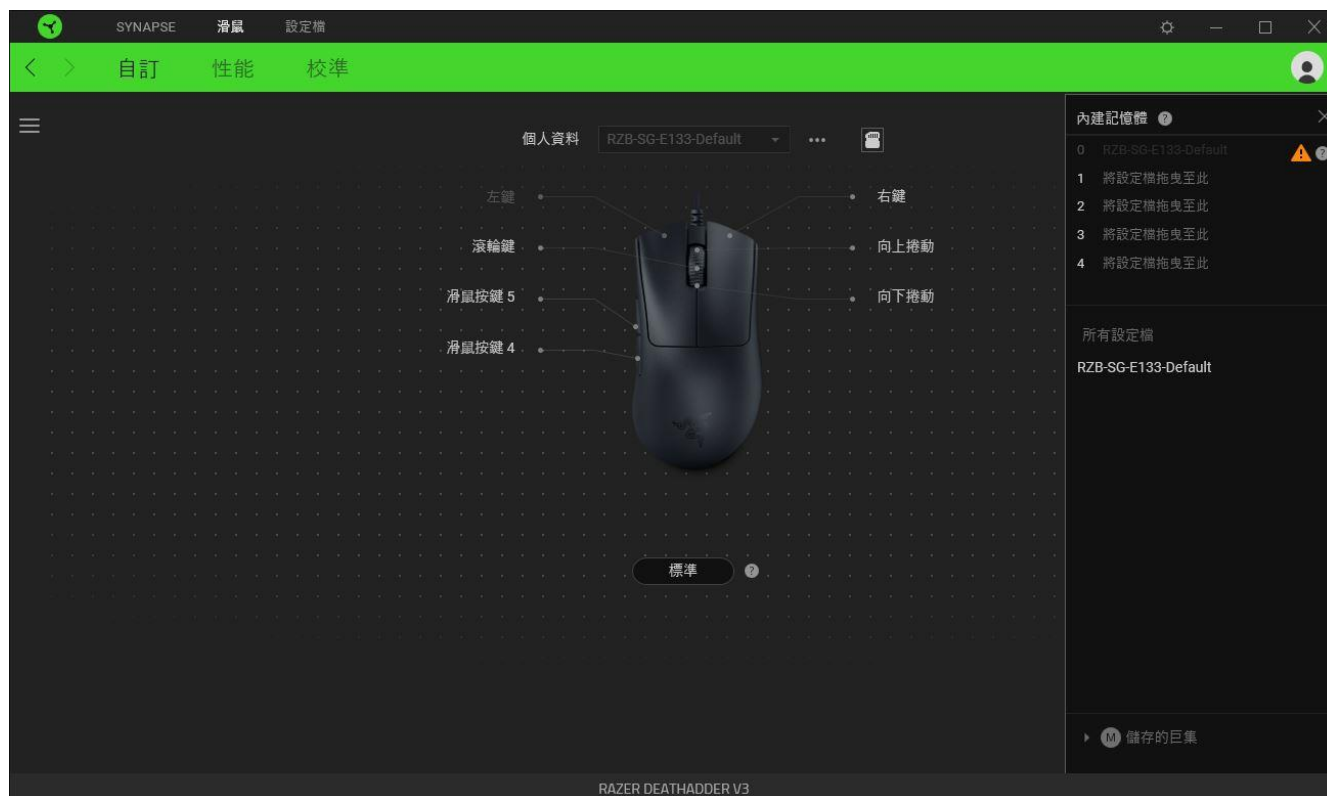 SYNAPSE 滑鼠 設定檔
自訂 性能 校準
個人資料 RZB-SG-E133-Default
左鍵
右鍵
滾輪鍵
向上捲動
滑鼠按鍵 5
向下捲動
滑鼠按鍵 4
標準 ?
內建記憶體 ?
0 RZB-SG-E133-Default ?
1 將設定檔拖曳至此
2 將設定檔拖曳至此
3 將設定檔拖曳至此
4 將設定檔拖曳至此
所有設定檔
RZB-SG-E133-Default
M 儲存的巨集
RAZER DEATHADDER V3